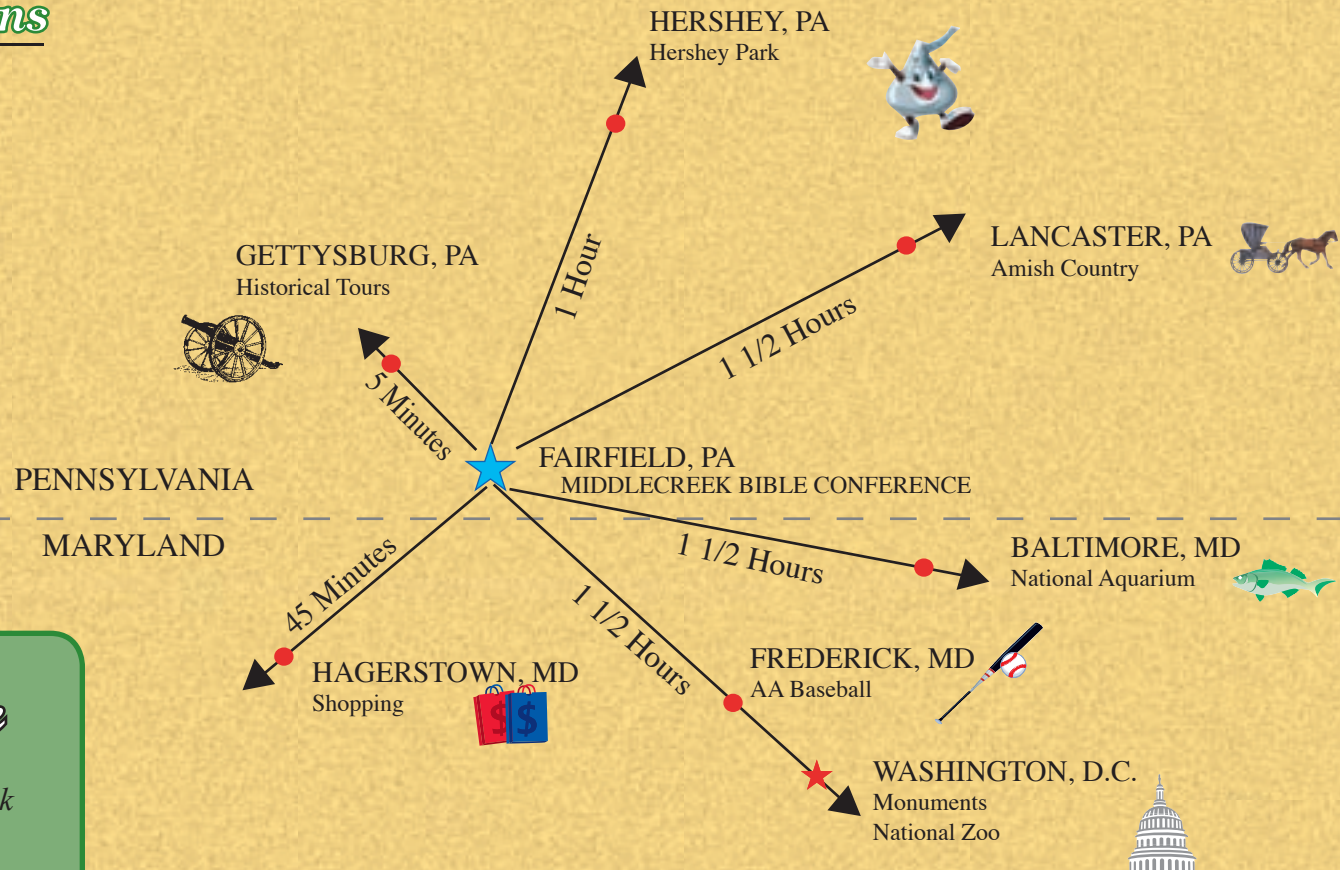 ns
HERSHEY, PA
Hershey Park
1 Hour
LANCASTER, PA
Amish Country
1 1/2 Hours
GETTYSBURG, PA
Historical Tours
5 Minutes
FAIRFIELD, PA
MIDDLECREEK BIBLE CONFERENCE
PENNSYLVANIA
MARYLAND
1 1/2 Hours
BALTIMORE, MD
National Aquarium
45 Minutes
HAGERSTOWN, MD
Shopping
$ $
1 1/2 Hours
FREDERICK, MD
AA Baseball
WASHINGTON, D.C.
Monuments
National Zoo
k